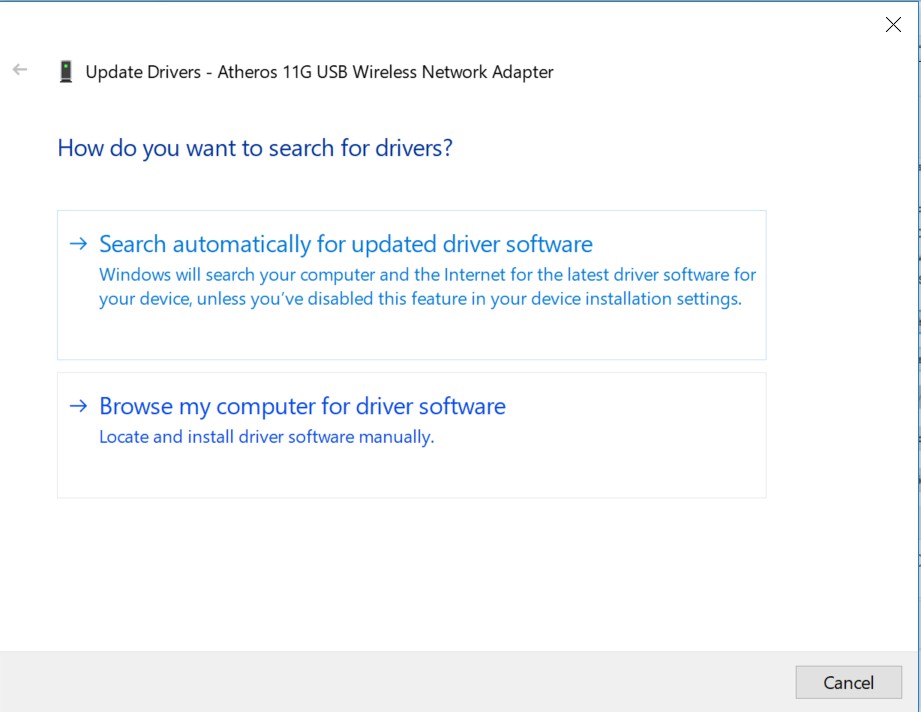 Update Drivers - Atheros 11G USB Wireless Network Adapter
How do you want to search for drivers?
Search automatically for updated driver software
Windows will search your computer and the Internet for the latest driver software for
your device, unless you've disabled this feature in your device installation settings.
Browse my computer for driver software
Locate and install driver software manually.
Cancel